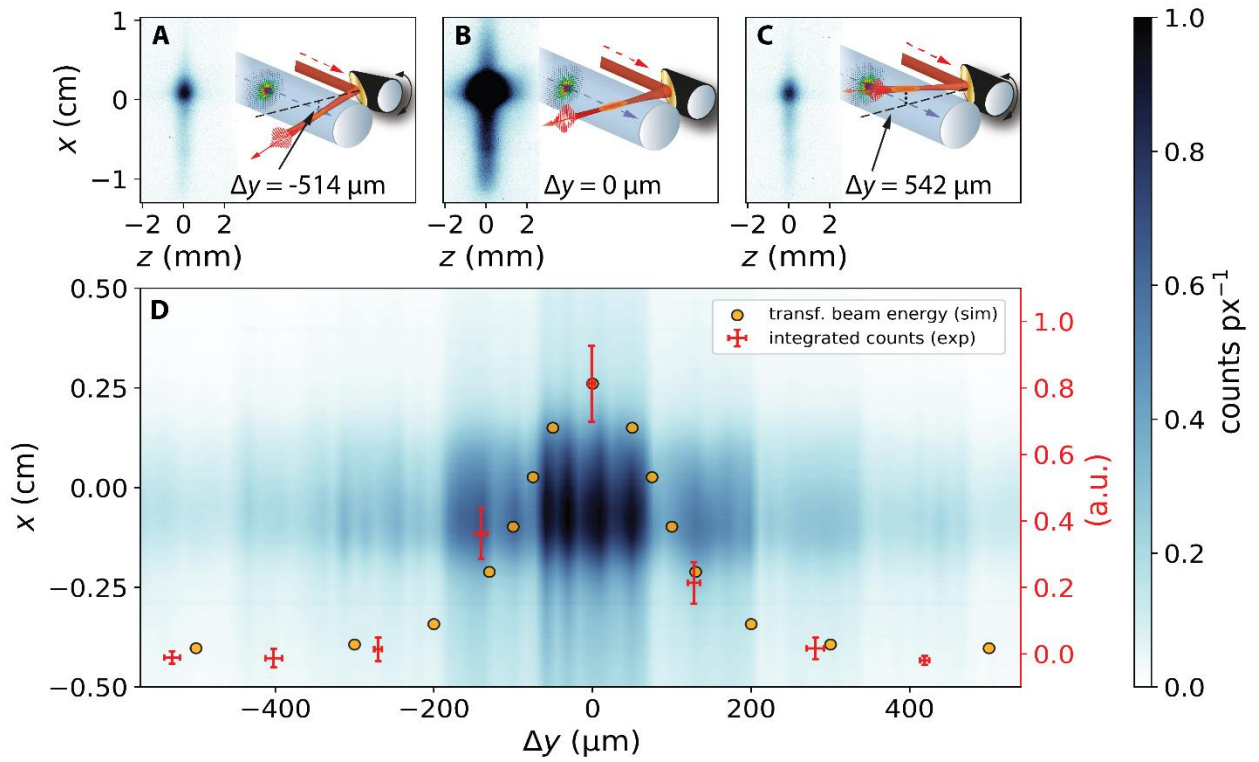 A
B
C
x (cm)
1
0
−1
Δy = -514 μm
Δy = 0 μm
Δy = 542 μm
−2 0 2
−2 0 2
−2 0 2
z (mm)
z (mm)
z (mm)
D
transf. beam energy (sim)
integrated counts (exp)
x (cm)
0.50
0.25
0.00
−0.25
−0.50
−400 −200 0 200 400
Δy (μm)
1.0
0.8
0.6
0.4
0.2
0.0
(a.u.)
1.0
0.8
0.6
0.4
0.2
0.0
counts px⁻¹